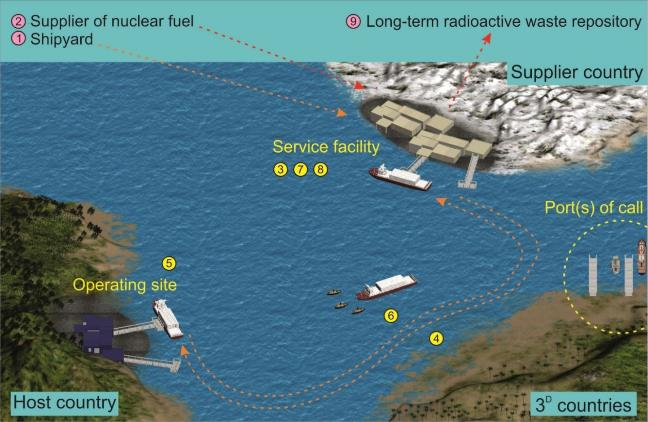 ② Supplier of nuclear fuel
① Shipyard
⑨ Long-term radioactive waste repository
Supplier country
Service facility
③ ⑦ ⑧
Port(s) of call
⑤
Operating site
⑥
④
Host country
3ᴰ countries